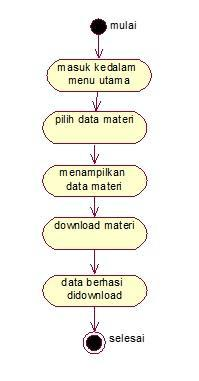 mulai
masuk kedalam
menu utama
pilih data materi
menampilkan
data materi
download materi
data berhasi
didownload
selesai